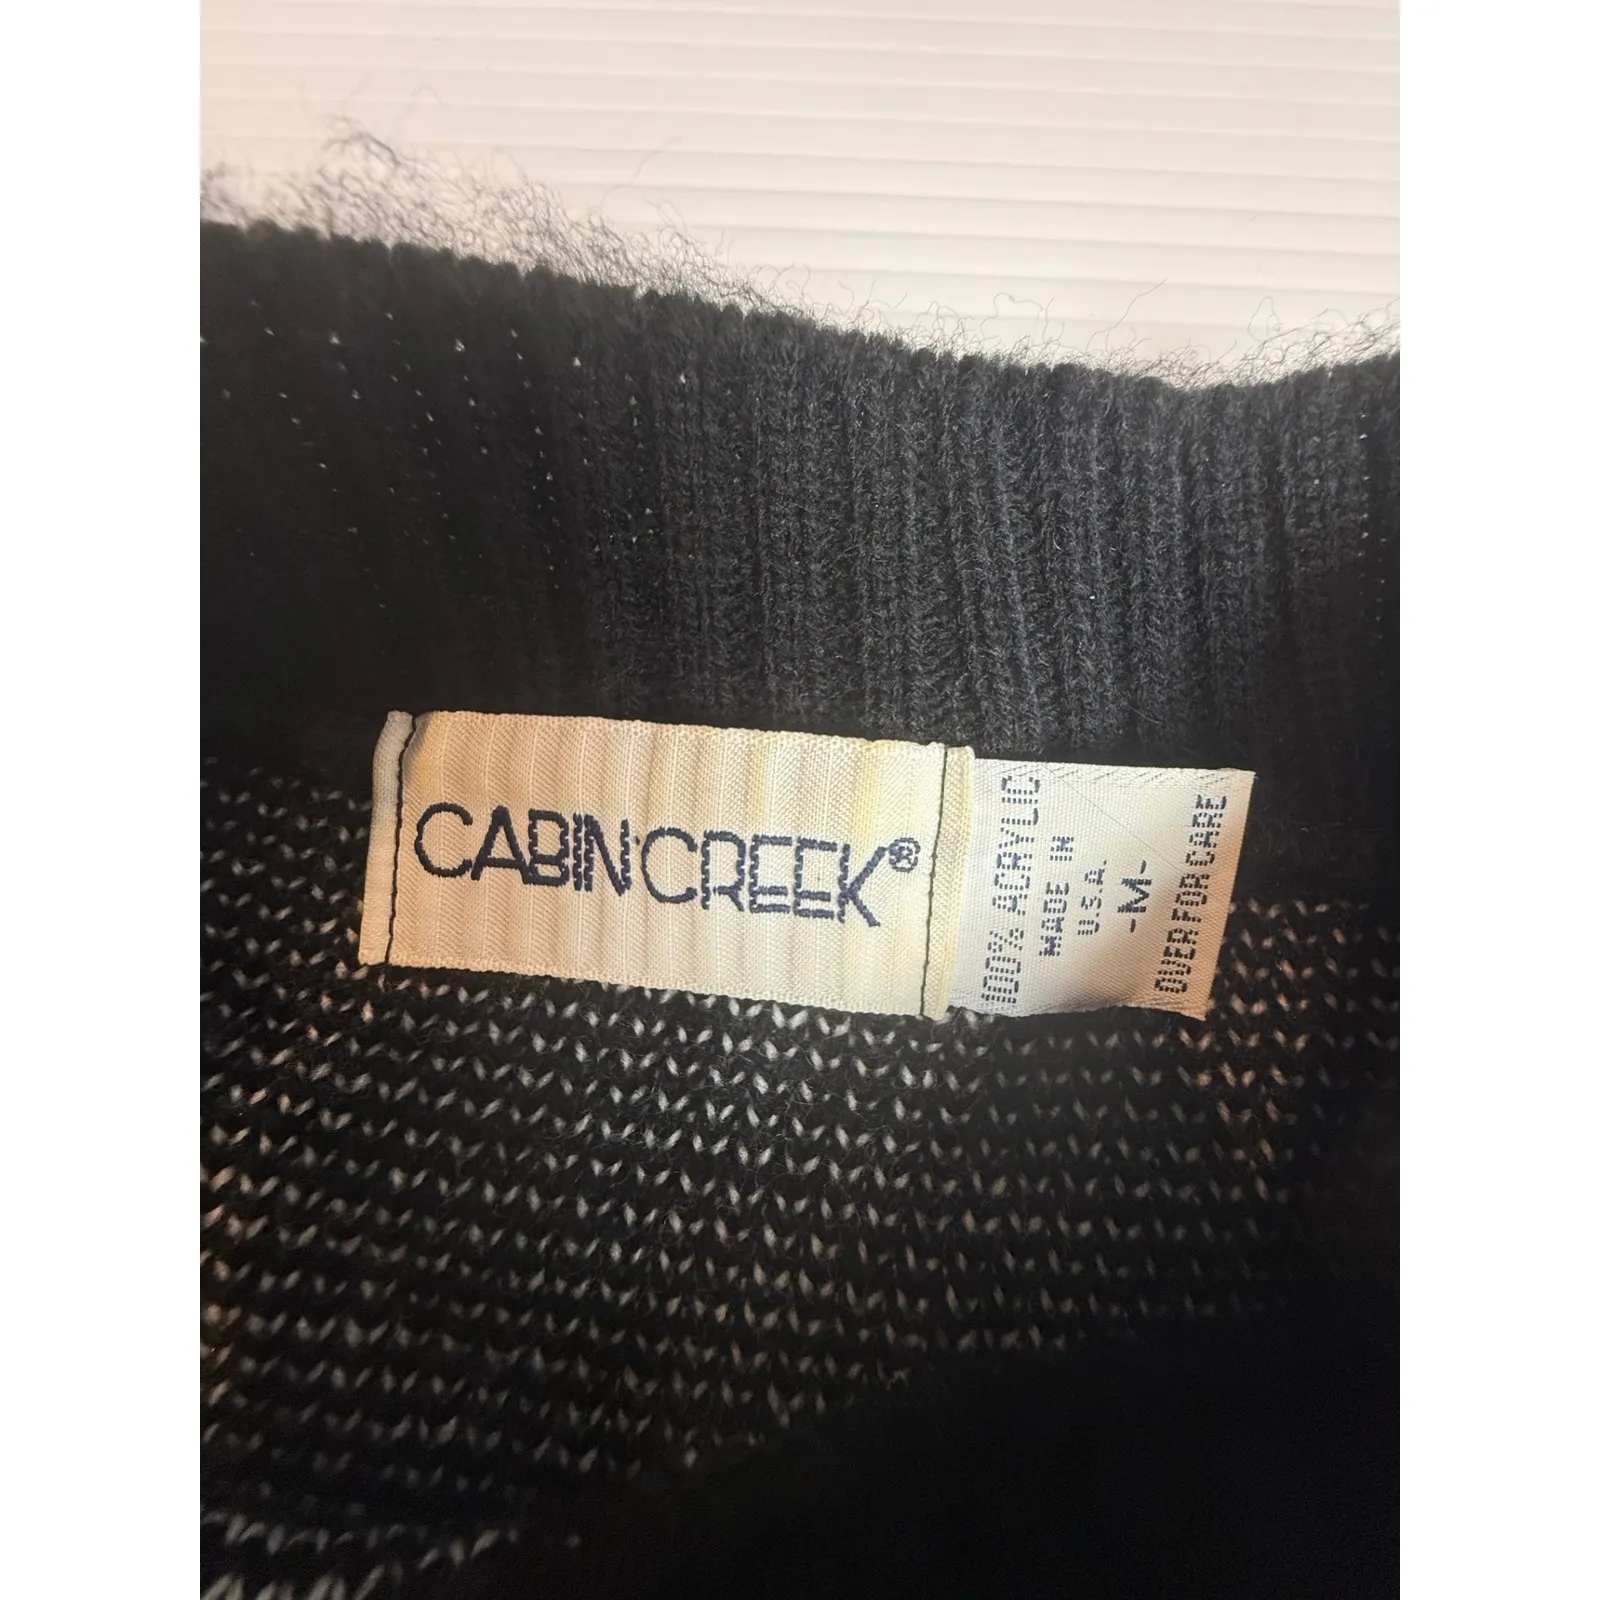 CABIN CREEK®
100% ACRYLIC
MADE IN
U.S.A.
-M-
OVER FOR CARE